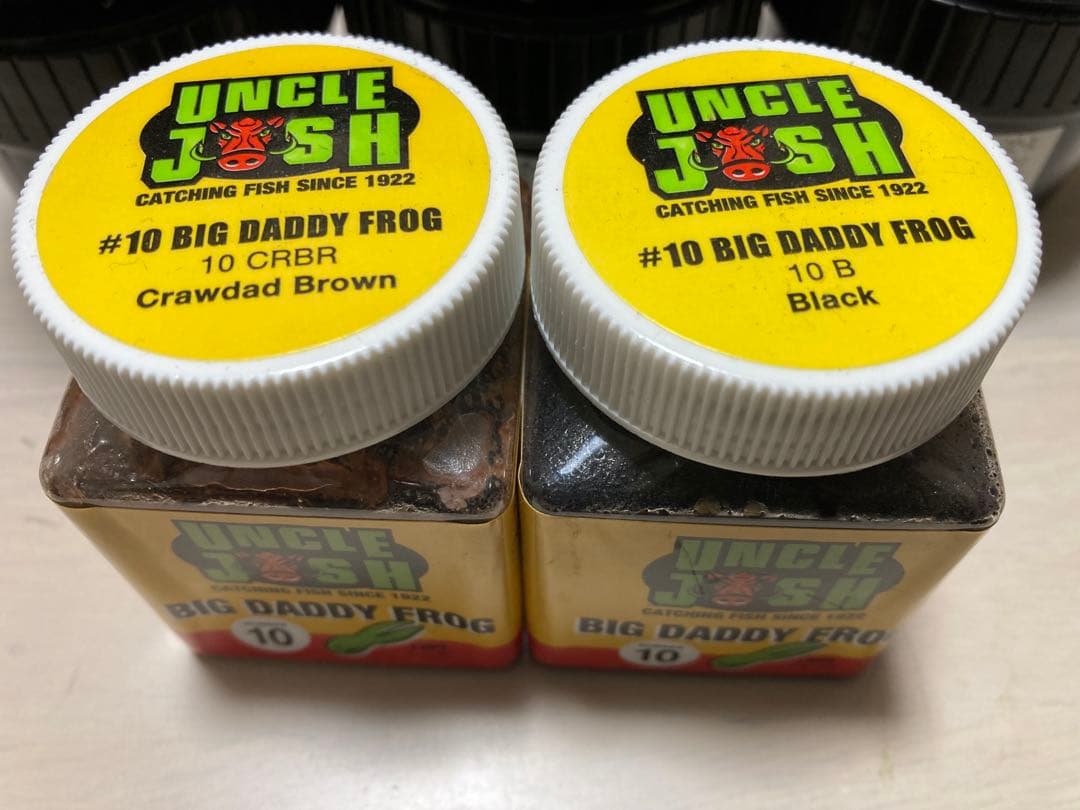 UNCLE
JOSH
CATCHING FISH SINCE 1922
#10 BIG DADDY FROG
10 CRBR
Crawdad Brown
UNCLE
JOSH
CATCHING FISH SINCE 1922
#10 BIG DADDY FROG
10 B
Black
UNCLE
JOSH
CATCHING FISH SINCE 1922
BIG DADDY FROG
10
UNCLE
JOSH
CATCHING FISH SINCE 1922
BIG DADDY FRO
10